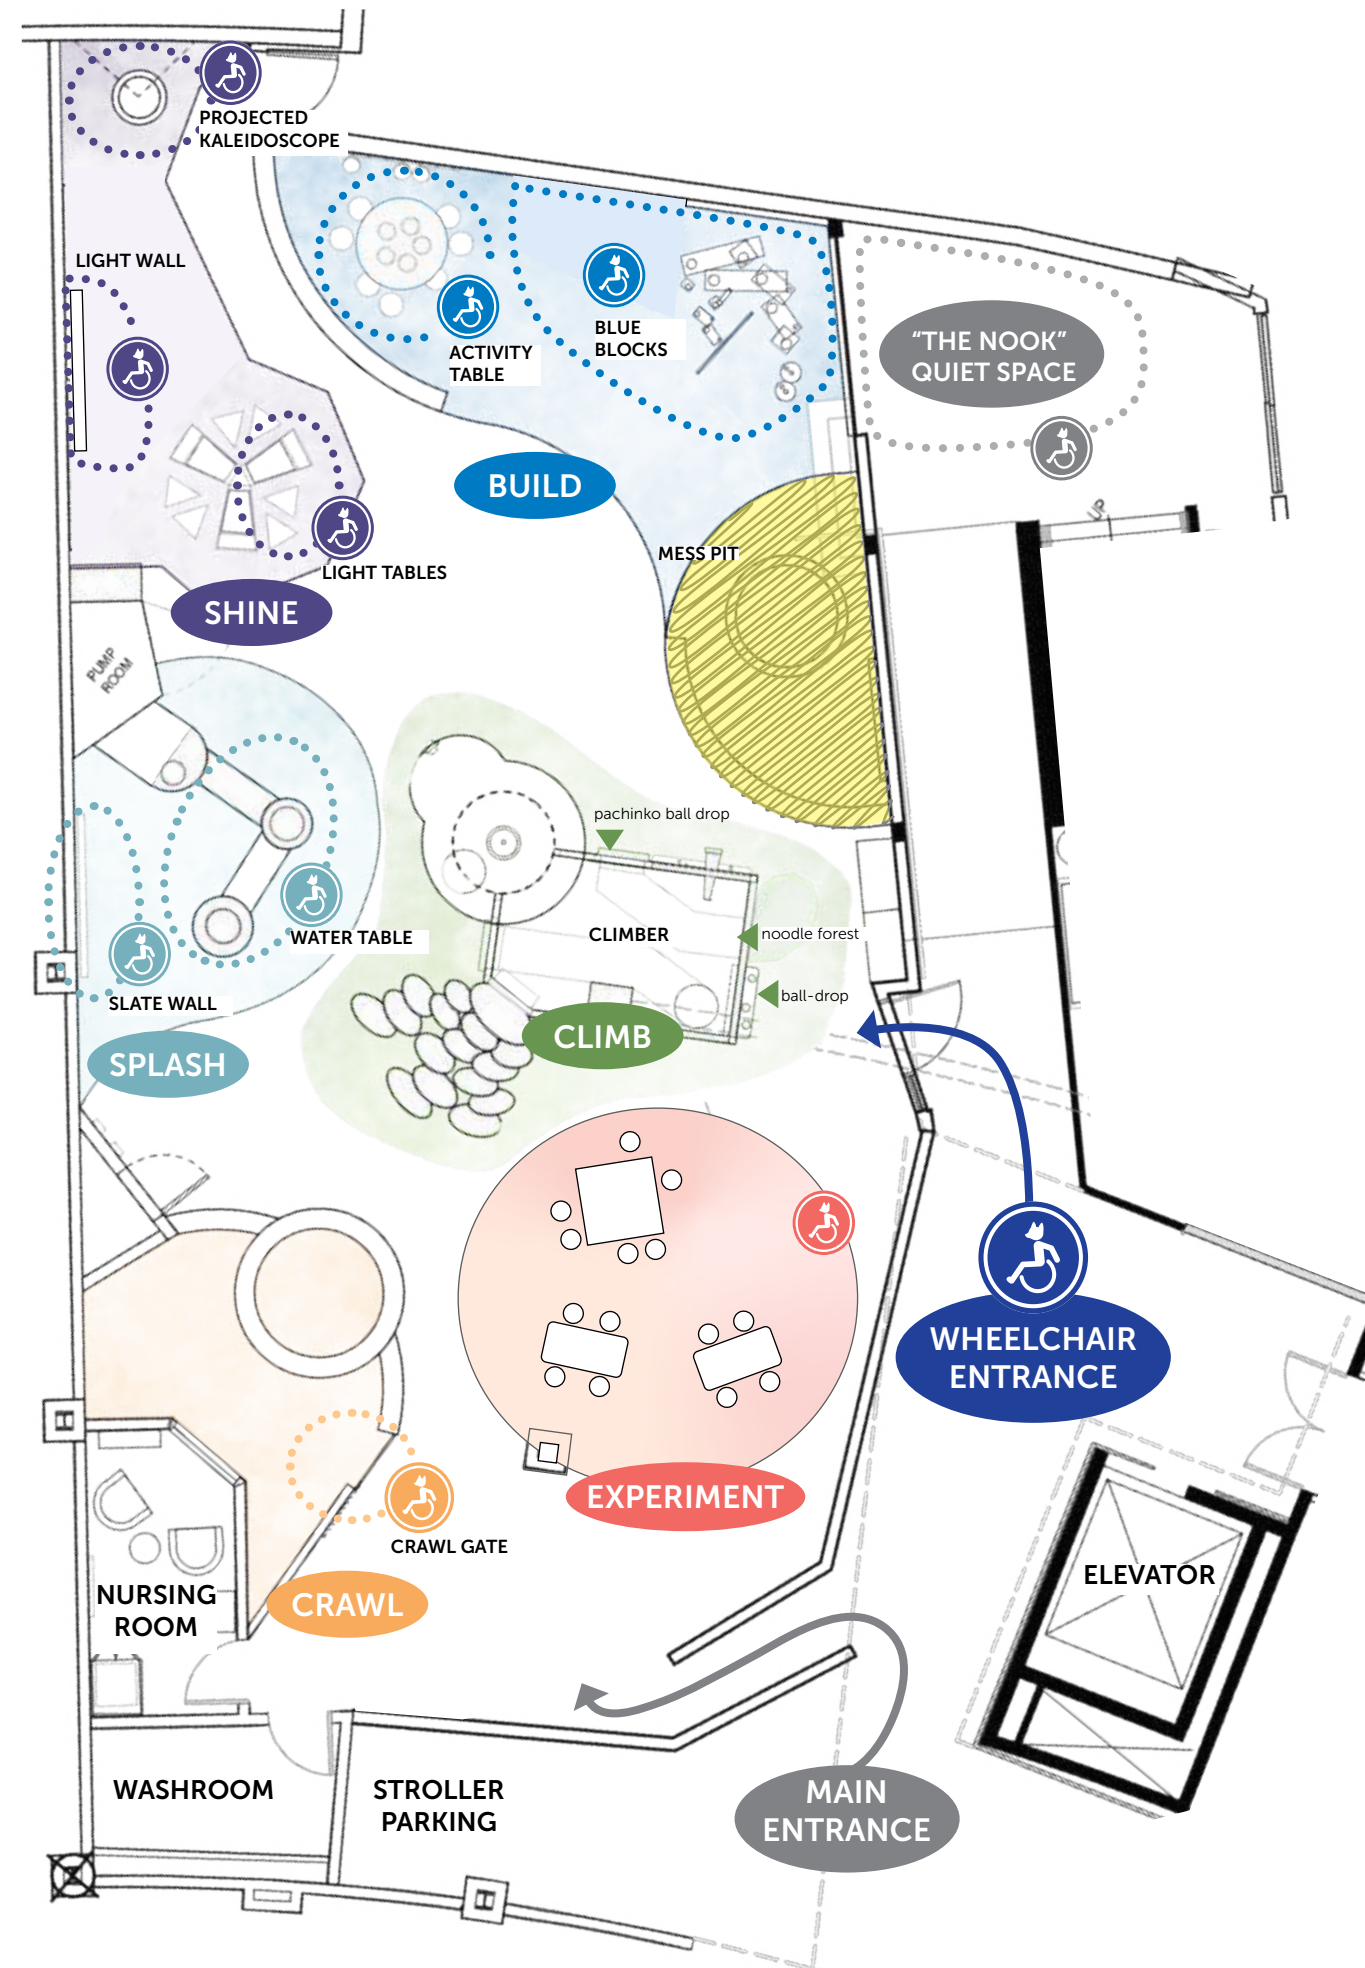 PROJECTED
KALEIDOSCOPE
LIGHT WALL
ACTIVITY
TABLE
BLUE
BLOCKS
“THE NOOK”
QUIET SPACE
BUILD
UP
MESS PIT
LIGHT TABLES
SHINE
PUMP
ROOM
pachinko ball drop
CLIMBER
noodle forest
WATER TABLE
ball-drop
SLATE WALL
CLIMB
SPLASH
WHEELCHAIR
ENTRANCE
EXPERIMENT
CRAWL GATE
ELEVATOR
NURSING
ROOM
CRAWL
WASHROOM
STROLLER
PARKING
MAIN
ENTRANCE